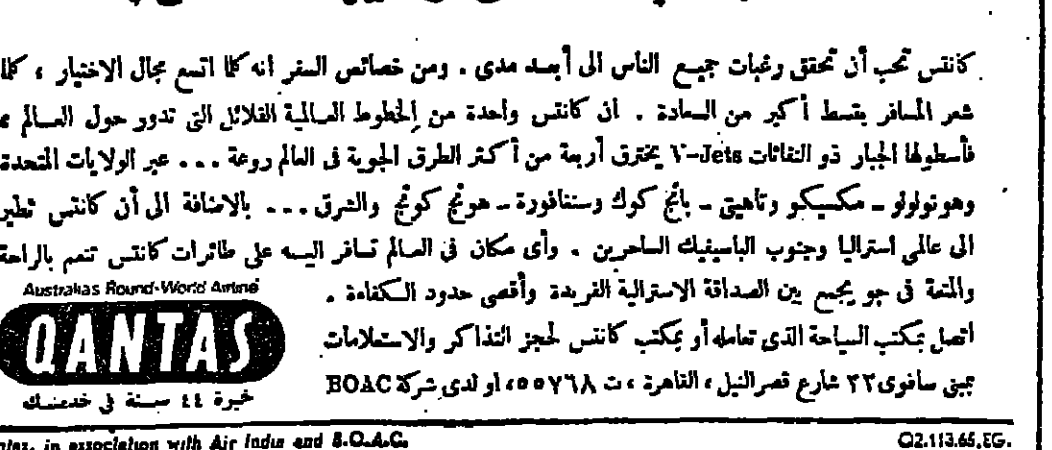 كانتس تحب أن تحقق رغبات جميع الناس الى أبعد مدى . ومن خصائص السفر انه كلما اتسع مجال الاختيار ، كلما
شعر المسافر بقسط أكبر من السعادة . ان كانتس واحدة من الخطوط العالمية القلائل التى تدور حول العالم
فأسطولها الجبار ذو النفاثات V-Jets يخترق أربعة من أكثر الطرق الجوية فى العالم روعة ... عبر الولايات المتحدة
وهونولولو ـ مكسيكو وتاهيتى ـ بانج كوك وسنغافورة ـ هونج كونج والشرق ... بالاضافة الى أن كانتس تطير
الى عالمى استراليا وجنوب الباسيفيك الساحرين . وأى مكان فى العالم تسافر اليه على طائرات كانتس تنعم بالراحة
والمتعة فى جو يجمع بين الصداقة الاسترالية الفريدة وأقصى حدود الكفاءة .
اتصل بمكتب السياحة الذى تعامله أو بمكتب كانتس لحجز التذاكر والاستعلامات
بمبنى سافوى ٢٢ شارع قصر النيل ، القاهرة ، ت ٥٥٧٦٨، او لدى شركة BOAC
Australia's Round-World Airline
QANTAS
خبرة ٤٤ سنة فى خدمتك
in association with Air India and B.O.A.C.
Q2.113.65.EG.